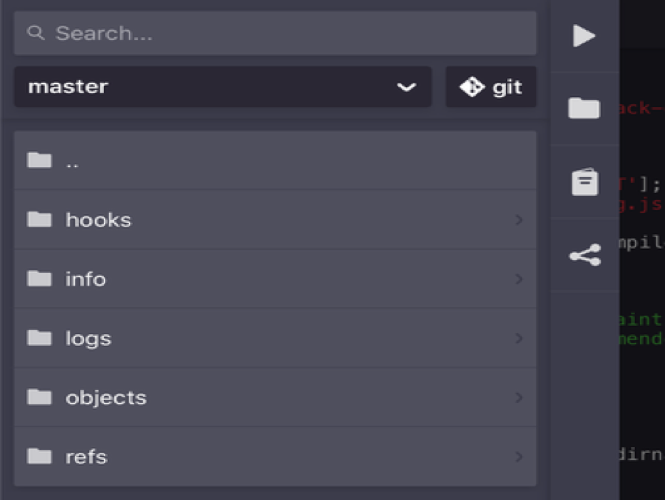 Search...
master
git
..
hooks
info
logs
objects
refs
ack-
'];
g.js
mpil
aint
mend
dirn